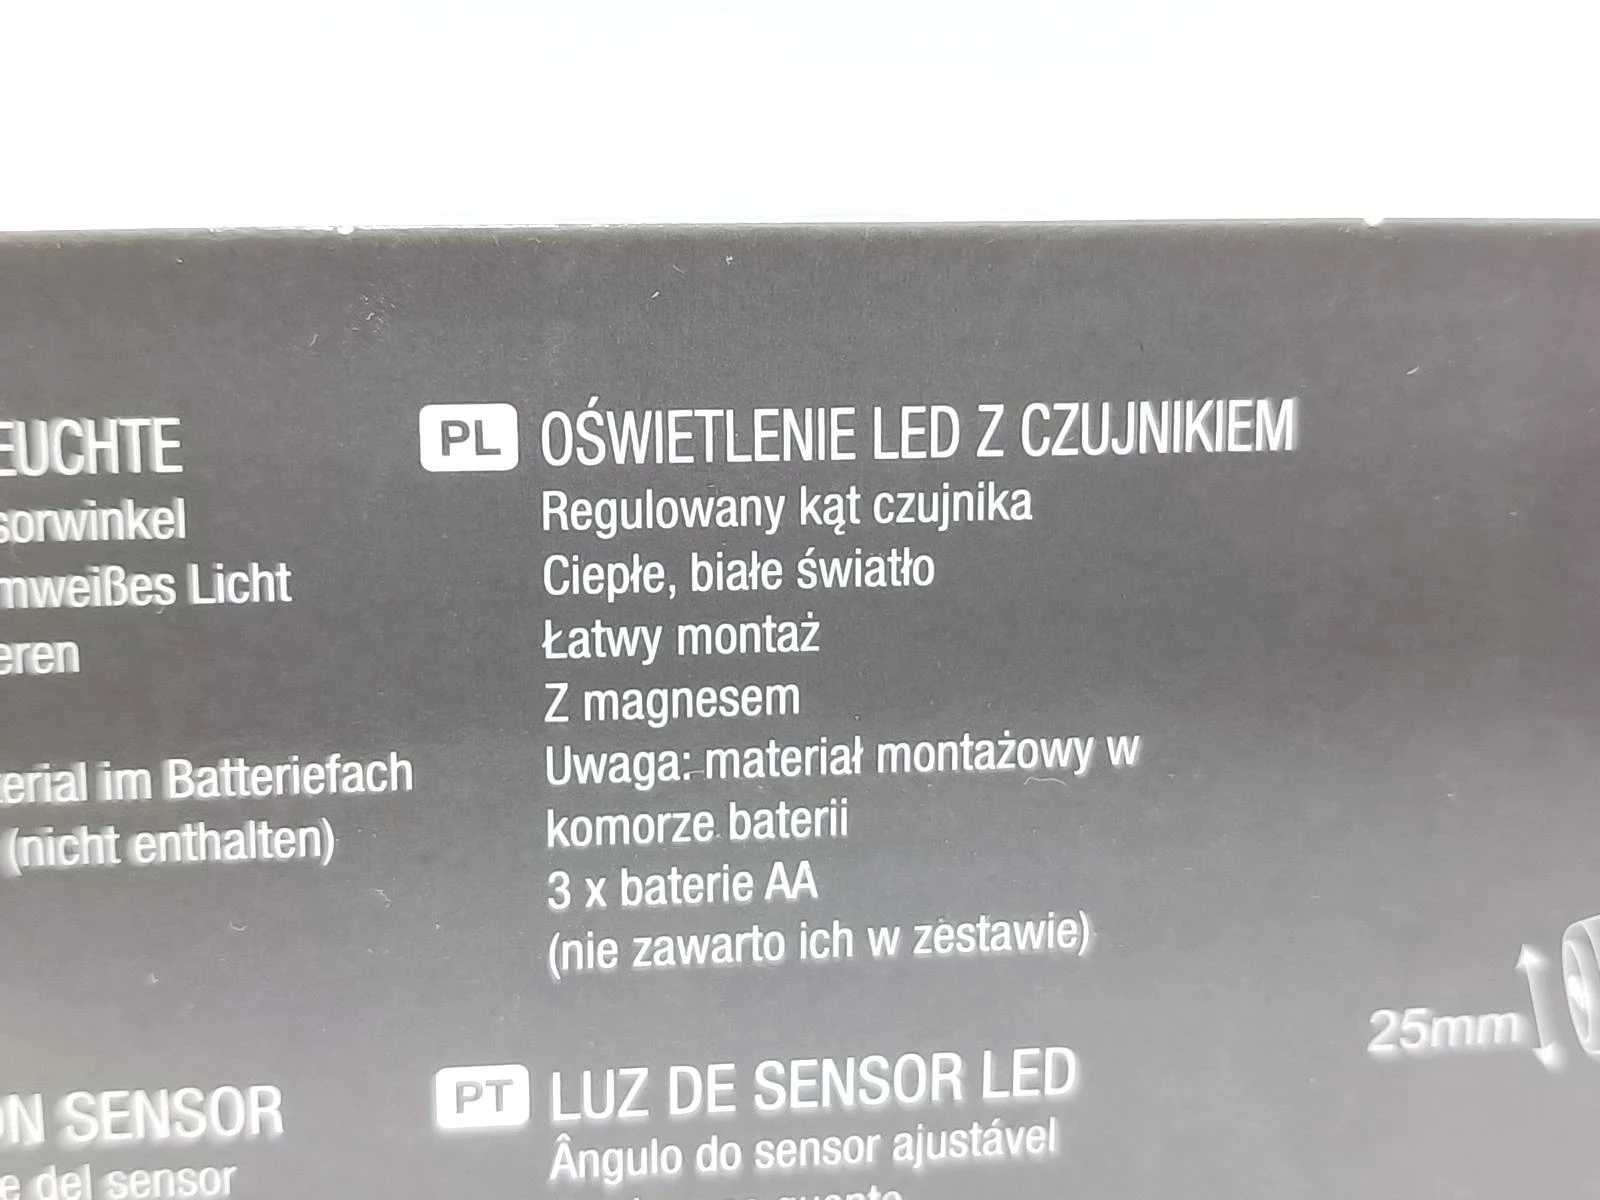 EUCHTE
sorwinkel
mweißes Licht
eren
erial im Batteriefach
(nicht enthalten)
PL OŚWIETLENIE LED Z CZUJNIKIEM
Regulowany kąt czujnika
Ciepłe, białe światło
Łatwy montaż
Z magnesem
Uwaga: materiał montażowy w
komorze baterii
3 x baterie AA
(nie zawarto ich w zestawie)
25mm
ON SENSOR
e del sensor
PT LUZ DE SENSOR LED
Ângulo do sensor ajustável